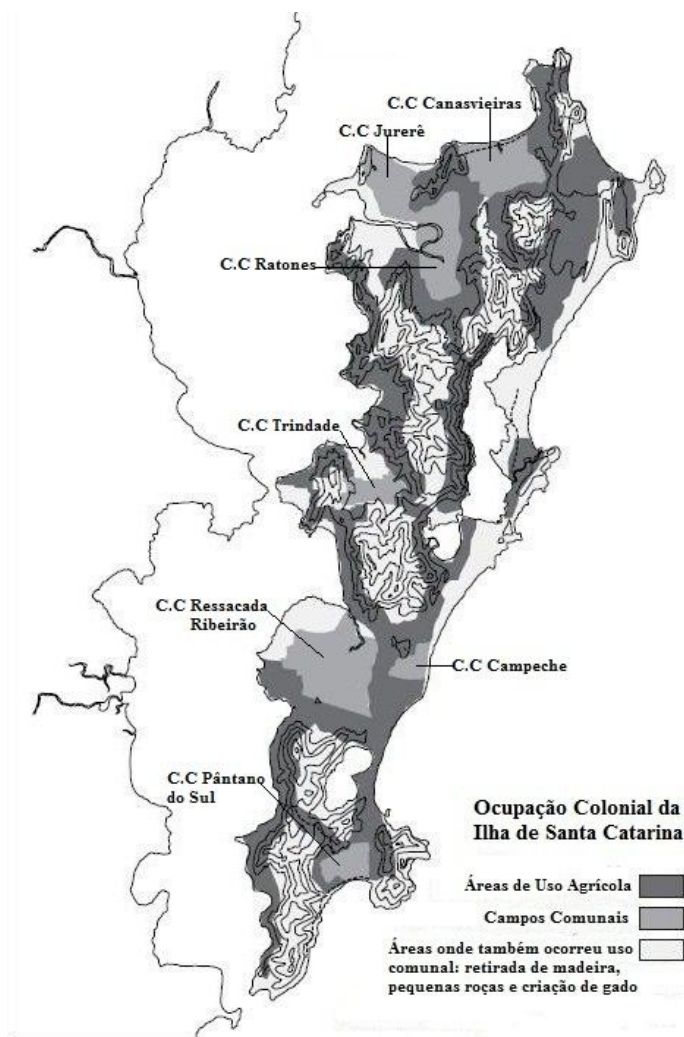 C.C Canasvieiras
C.C Jurerê
C.C Ratones
C.C Trindade
C.C Ressacada
Ribeirão
C.C Campeche
C.C Pântano
do Sul
Ocupação Colonial da
Ilha de Santa Catarina
Áreas de Uso Agrícola
Campos Comunais
Áreas onde também ocorreu uso
comunal: retirada de madeira,
pequenas roças e criação de gado